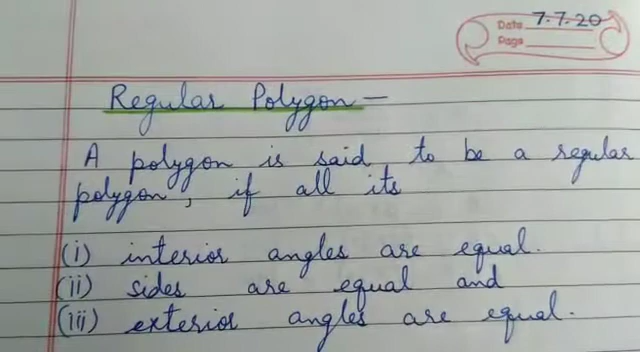 Date 7.7.20
Page
Regular Polygon —
A polygon is said to be a regular
polygon, if all its
(i) interior angles are equal.
(ii) sides are equal and
(iii) exterior angles are equal.